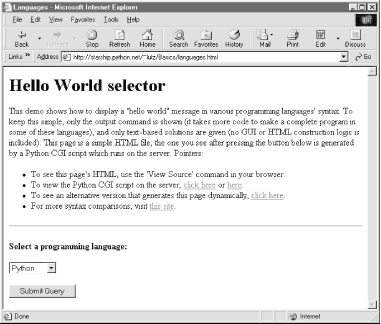 Languages - Microsoft Internet Explorer
File Edit View Favorites Tools Help
Back Forward Stop Refresh Home Search Favorites History Mail Print Edit Discuss
Links » Address http://starship.python.net/~lutz/Basics/languages.html Go
Hello World selector
This demo shows how to display a "hello world" message in various programming languages' syntax. To
keep this simple, only the output command is shown (it takes more code to make a complete program in
some of these languages), and only text-based solutions are given (no GUI or HTML construction logic is
included). This page is a simple HTML file; the one you see after pressing the button below is generated
by a Python CGI script which runs on the server. Pointers:
• To see this page's HTML, use the 'View Source' command in your browser.
• To view the Python CGI script on the server, click here or here.
• To see an alternative version that generates this page dynamically, click here.
• For more syntax comparisons, visit this site.
Select a programming language:
Python
Submit Query
Done Internet